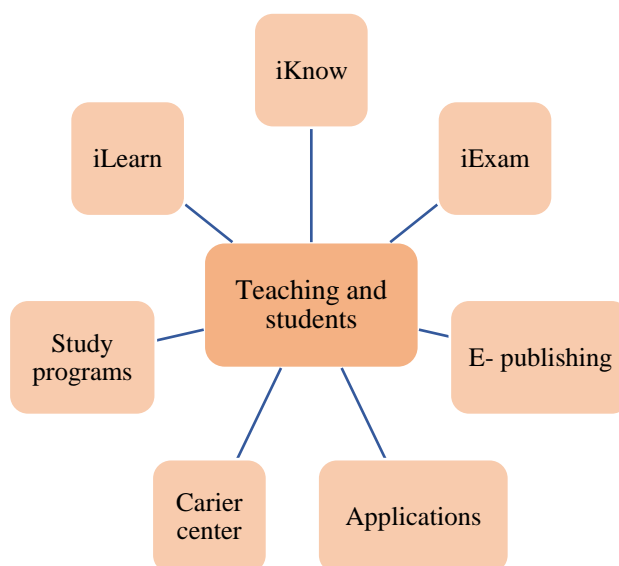 iKnow
iLearn
iExam
Teaching and
students
Study
programs
E- publishing
Carier
center
Applications